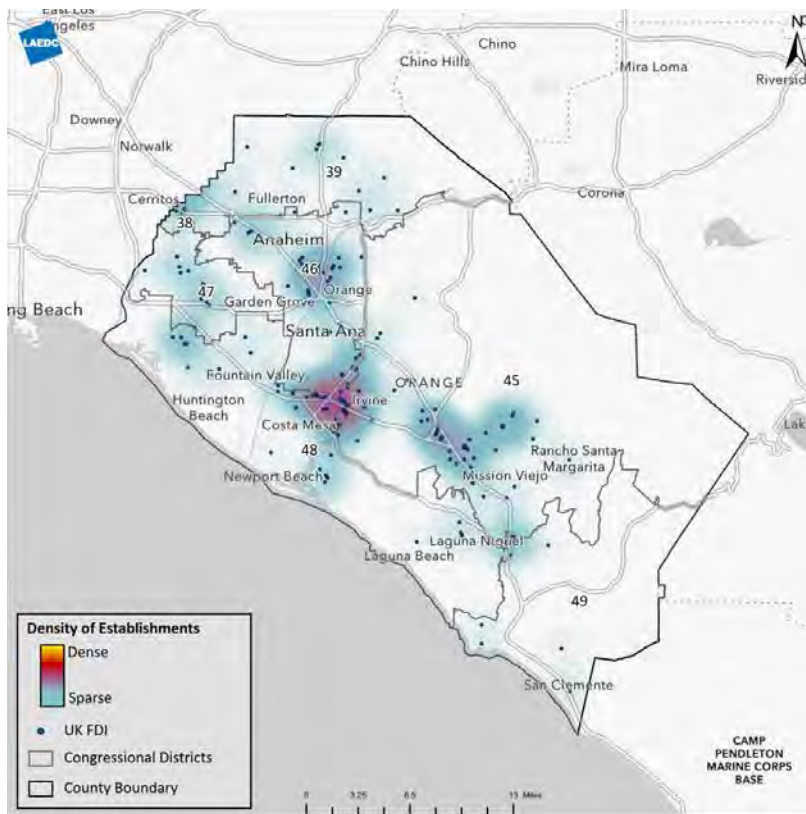 East Los
Angeles
LAEDC
Chino
N
Chino Hills
Mira Loma
Riversid
Downey
Norwalk
39
Corona
Cerritos
Fullerton
38
Anaheim
46
Orange
47
Garden Grove
ng Beach
Santa Ana
Fountain Valley
ORANGE
45
Huntington
Beach
Irvine
Costa Mesa
Lak
48
Rancho Santa
Margarita
Newport Beach
Mission Viejo
Laguna Niguel
Laguna Beach
49
San Clemente
Density of Establishments
Dense
Sparse
UK FDI
Congressional Districts
County Boundary
CAMP
PENDLETON
MARINE CORPS
BASE
0 3.25 6.5 13 Miles